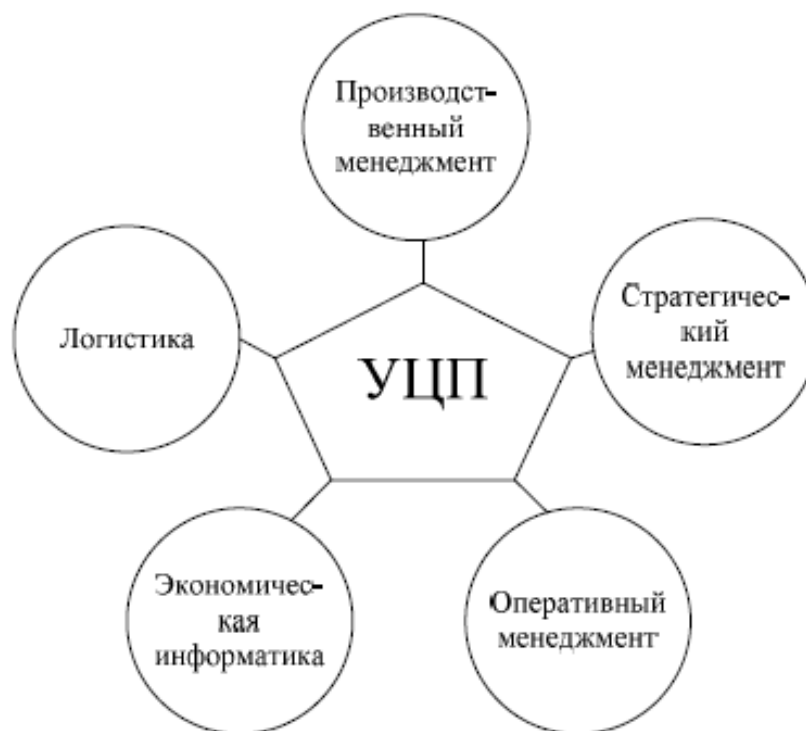 Производст-
венный
менеджмент
Логистика
УЦП
Стратегичес-
кий
менеджмент
Экономичес-
кая
информатика
Оперативный
менеджмент